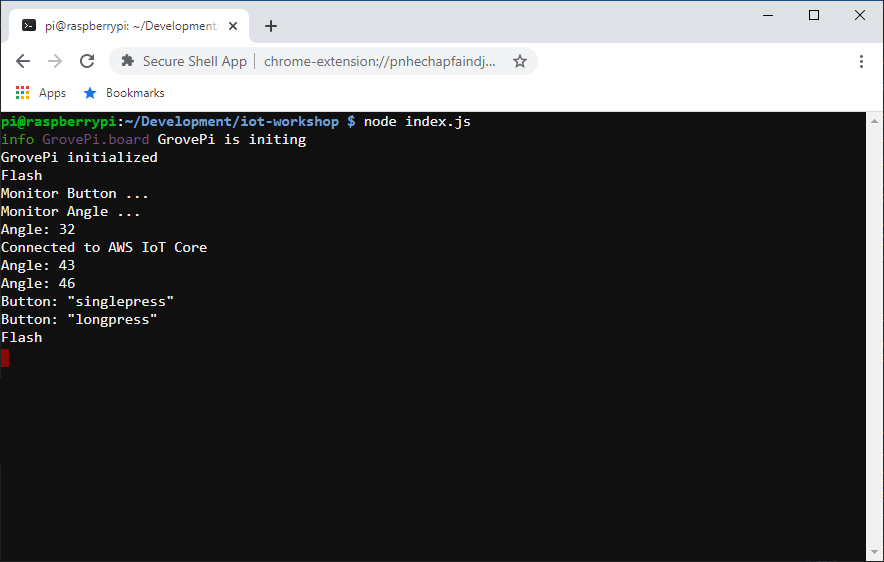 pi@raspberrypi: ~/Development/
Secure Shell App | chrome-extension://pnhechapfaindj...
Apps Bookmarks
pi@raspberrypi:~/Development/iot-workshop $ node index.js
info GrovePi.board GrovePi is initing
GrovePi initialized
Flash
Monitor Button ...
Monitor Angle ...
Angle: 32
Connected to AWS IoT Core
Angle: 43
Angle: 46
Button: "singlepress"
Button: "longpress"
Flash